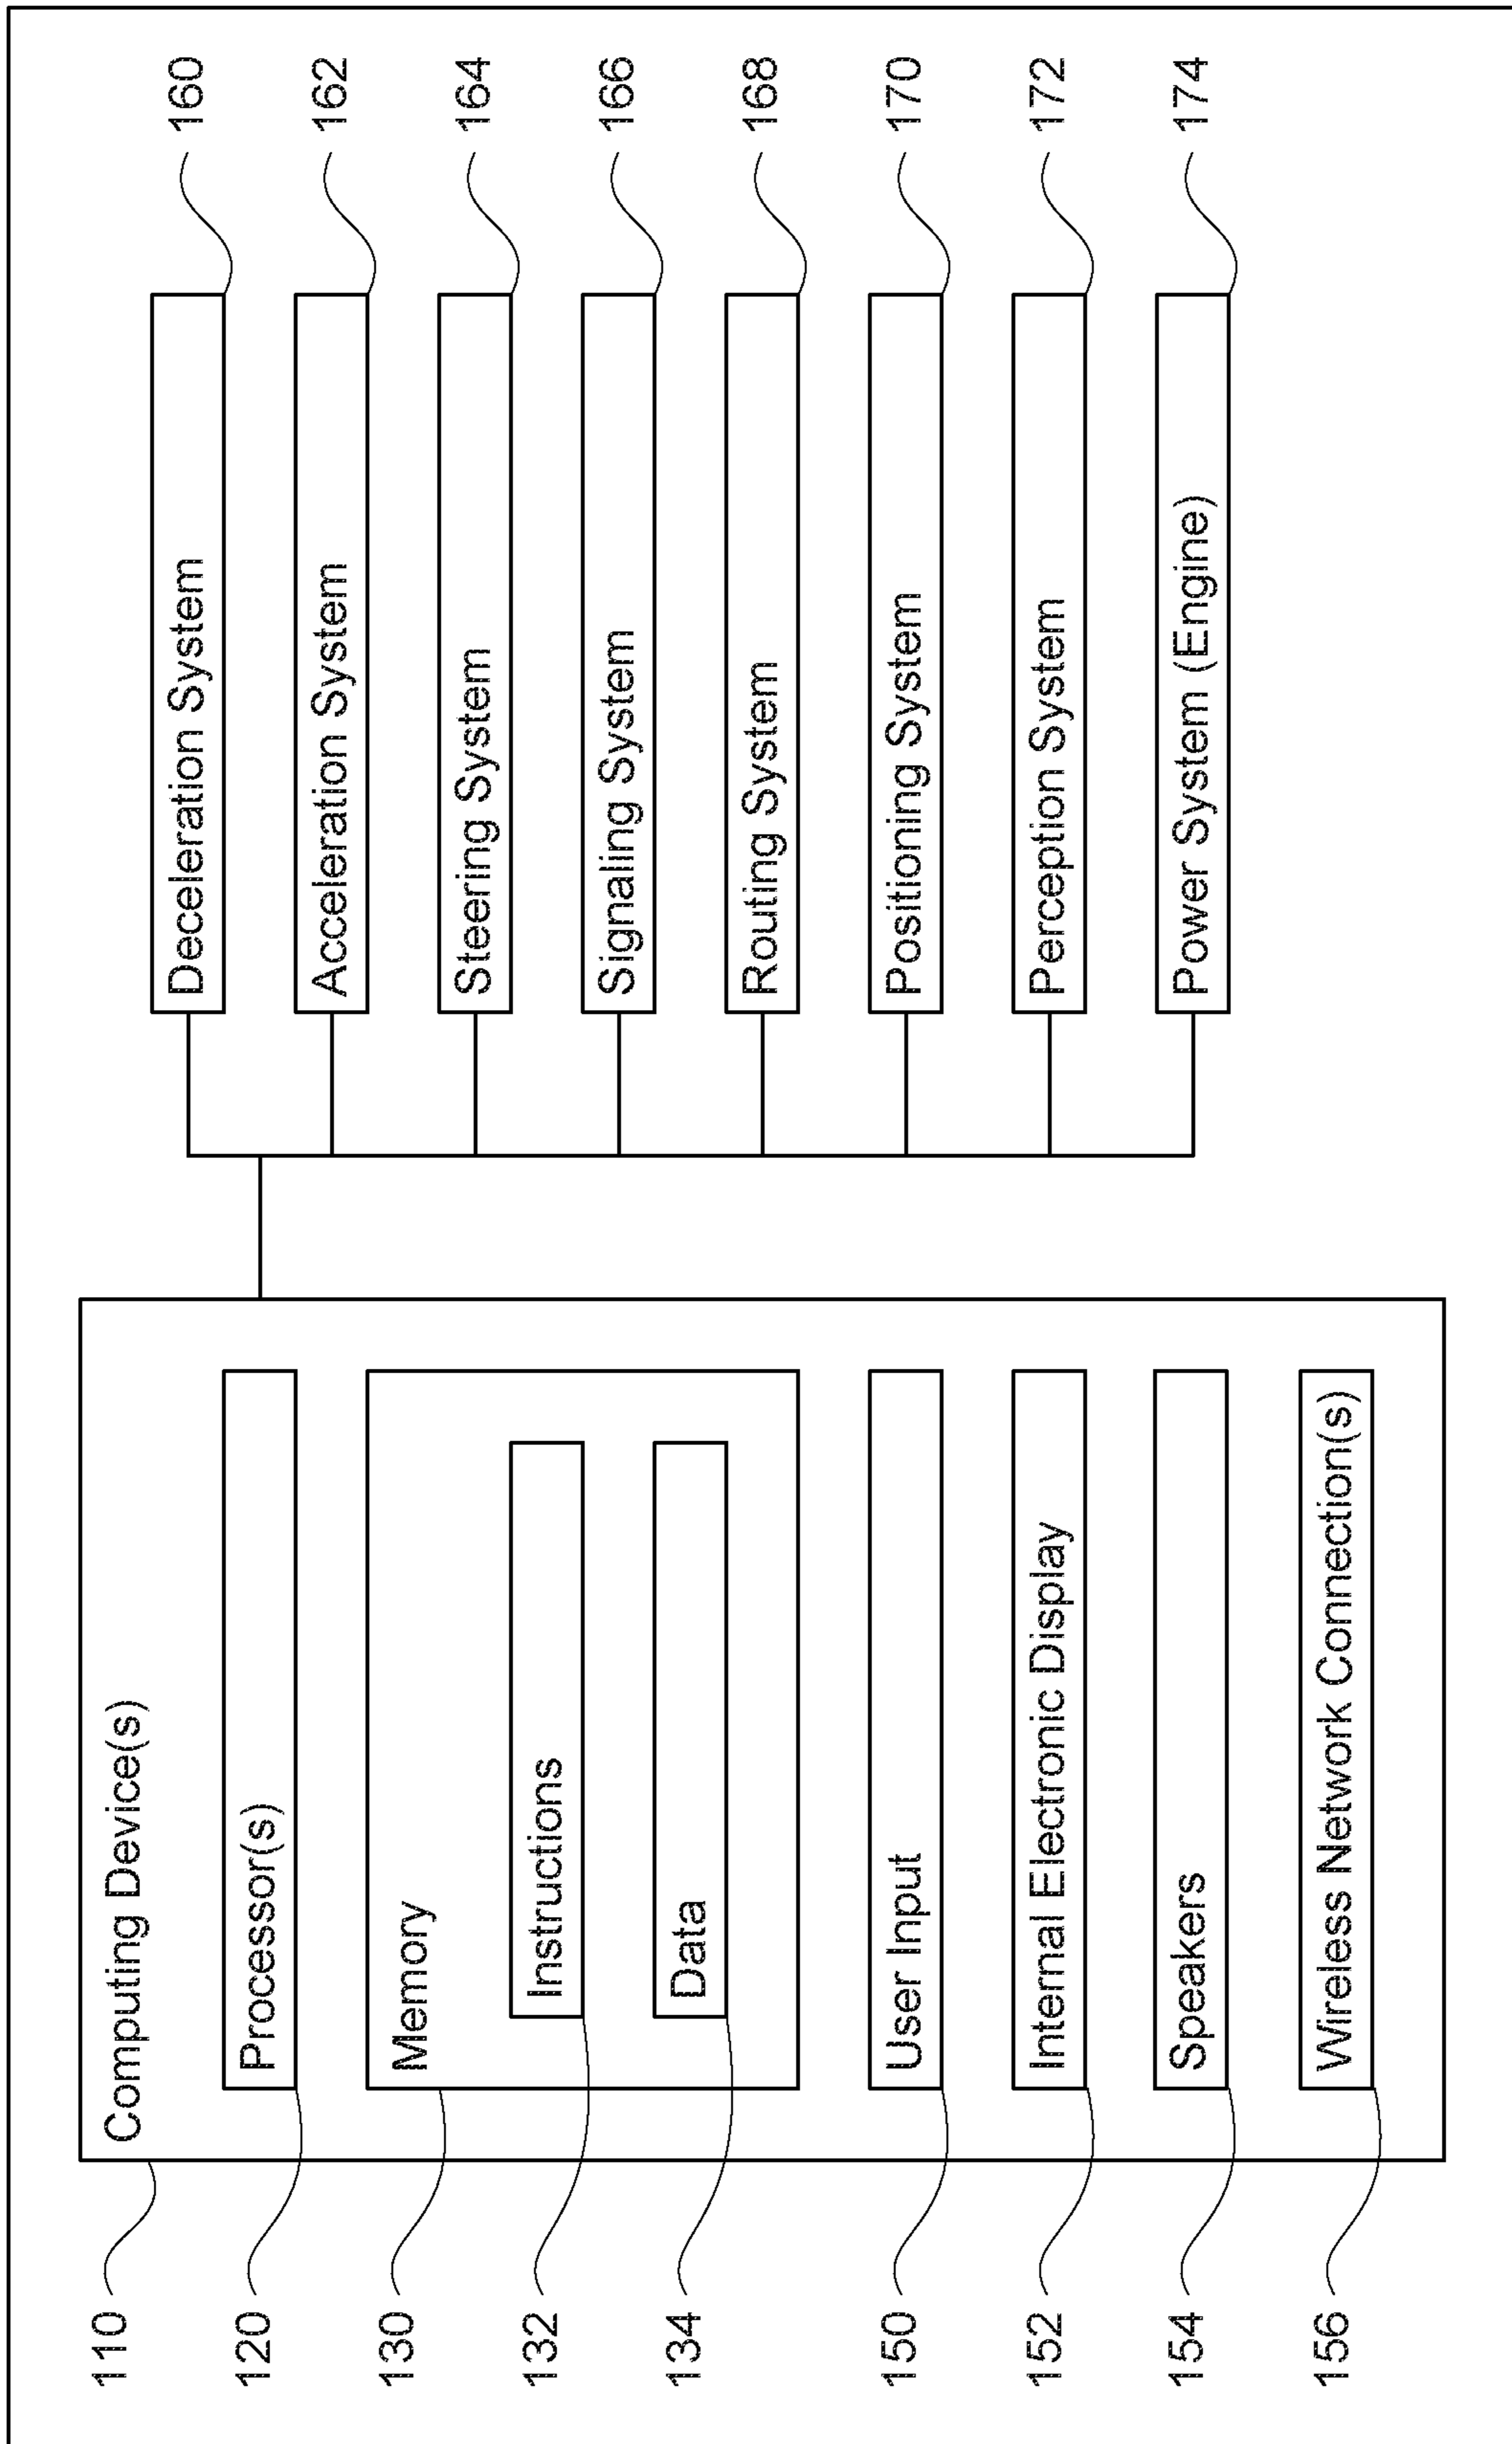 110
Computing Device(s)
120
Processor(s)
130
Memory
132
Instructions
134
Data
150
User Input
152
Internal Electronic Display
154
Speakers
156
Wireless Network Connection(s)
Deceleration System
160
Acceleration System
162
Steering System
164
Signaling System
166
Routing System
168
Positioning System
170
Perception System
172
Power System (Engine)
174